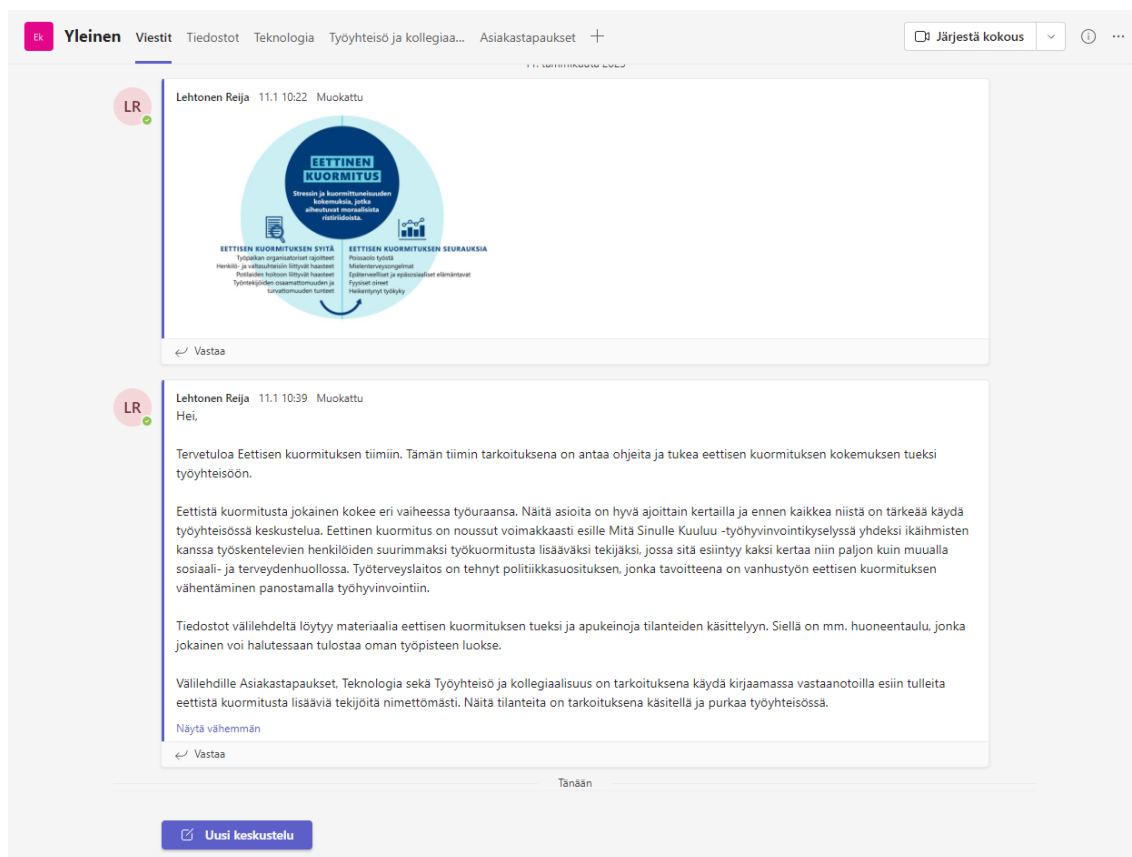 Ek
Yleinen Viestit Tiedostot Teknologia Työyhteisö ja kollegiaa... Asiakastapaukset
Järjestä kokous
11. tammikuuta 2023
LR
Lehtonen Reija 11.1 10:22 Muokattu
EETTINEN
KUORMITUS
Stressin ja kuormittuneisuuden
kokemuksia, jotka
aiheutuvat moraalisista
ristiriidoista.
EETTISEN KUORMITUKSEN SYITÄ
Työpaikan organisatoriset rajoitteet
Henkilö- ja valtasuhteisiin liittyvät haasteet
Potilaiden hoitoon liittyvät haasteet
Työntekijöiden osaamattomuuden ja
turvattomuuden tunteet
EETTISEN KUORMITUKSEN SEURAUKSIA
Poissaolo työstä
Mielenterveysongelmat
Epäterveelliset ja epäsosiaaliset elämäntavat
Fyysiset oireet
Heikentynyt työkyky
Vastaa
LR
Lehtonen Reija 11.1 10:39 Muokattu
Hei,
Tervetuloa Eettisen kuormituksen tiimiin. Tämän tiimin tarkoituksena on antaa ohjeita ja tukea eettisen kuormituksen kokemuksen tueksi
työyhteisöön.
Eettistä kuormitusta jokainen kokee eri vaiheessa työuraansa. Näitä asioita on hyvä ajoittain kertailla ja ennen kaikkea niistä on tärkeää käydä
työyhteisössä keskustelua. Eettinen kuormitus on noussut voimakkaasti esille Mitä Sinulle Kuuluu -työhyvinvointikyselyssä yhdeksi ikäihmisten
kanssa työskentelevien henkilöiden suurimmaksi työkuormitusta lisääväksi tekijäksi, jossa sitä esiintyy kaksi kertaa niin paljon kuin muualla
sosiaali- ja terveydenhuollossa. Työterveyslaitos on tehnyt politiikkasuosituksen, jonka tavoitteena on vanhustyön eettisen kuormituksen
vähentäminen panostamalla työhyvinvointiin.
Tiedostot välilehdeltä löytyy materiaalia eettisen kuormituksen tueksi ja apukeinoja tilanteiden käsittelyyn. Siellä on mm. huoneentaulu, jonka
jokainen voi halutessaan tulostaa oman työpisteen luokse.
Välilehdille Asiakastapaukset, Teknologia sekä Työyhteisö ja kollegiaalisuus on tarkoituksena käydä kirjaamassa vastaanotoilla esiin tulleita
eettistä kuormitusta lisääviä tekijöitä nimettömästi. Näitä tilanteita on tarkoituksena käsitellä ja purkaa työyhteisössä.
Näytä vähemmän
Vastaa
Tänään
Uusi keskustelu